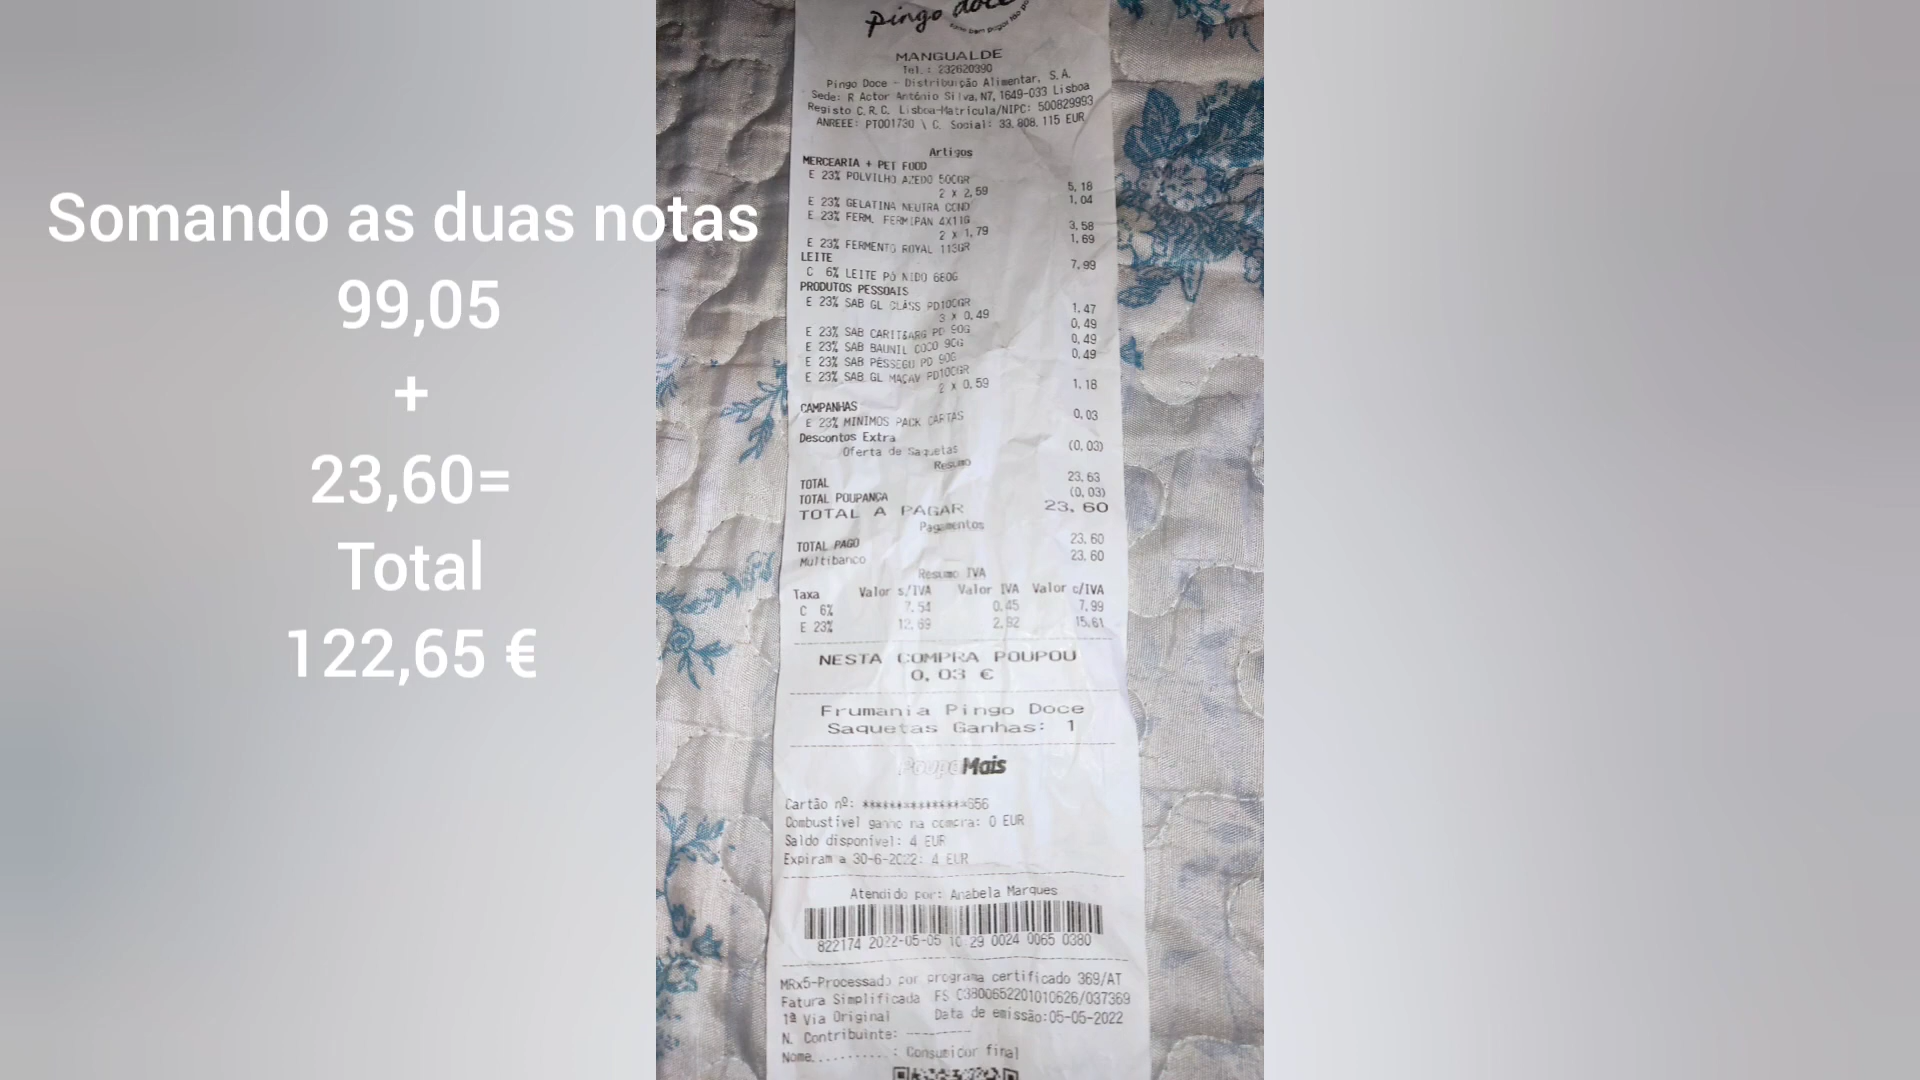 Somando as duas notas
99,05
+
23,60=
Total
122,65 €
Pingo doce
MANGUALDE
Tel.: 232620390
Pingo Doce - Distribuição Alimentar, S.A.
Sede: R Actor António Silva, N7, 1649-033 Lisboa
Registo C.R.C. Lisboa-Matricula/NIPC: 500829993
ANREEE: PT001730 \ C. Social: 33.808.115 EUR
Artigos
MERCEARIA + PET FOOD
E 23% POLVILHO AZEDO 500GR
2 x 2,59 5,18
E 23% GELATINA NEUTRA COND 1,04
E 23% FERM. FERMIPAN 4X11G
2 x 1,79 3,58
E 23% FERMENTO ROYAL 113GR 1,69
LEITE
C 6% LEITE PÓ NIDO 680G 7,99
PRODUTOS PESSOAIS
E 23% SAB GL CLÁSS PD100GR
3 x 0,49 1,47
E 23% SAB CARIT&ARG PD 90G 0,49
E 23% SAB BAUNIL COCO 90G 0,49
E 23% SAB PÊSSEGO PD 90G 0,49
E 23% SAB GL MAÇAV PD100GR
2 x 0,59 1,18
CAMPANHAS
E 23% MINIMOS PACK CARTAS 0,03
Descontos Extra
Oferta de Saquetas (0,03)
Resumo
TOTAL 23,63
TOTAL POUPANÇA (0,03)
TOTAL A PAGAR 23,60
Pagamentos
TOTAL PAGO 23.60
Multibanco 23.60
Resumo IVA
Taxa Valor s/IVA Valor IVA Valor c/IVA
C 6% 7.54 0.45 7.99
E 23% 12.69 2.92 15.61
NESTA COMPRA POUPOU
0,03 €
Frumania Pingo Doce
Saquetas Ganhas: 1
PoupaMais
Cartão nº: **************656
Combustível ganho na compra: 0 EUR
Saldo disponível: 4 EUR
Expiram a 30-6-2022: 4 EUR
Atendido por: Anabela Marques
822174 2022-05-05 10 29 0024 0065 0380
MRx5-Processado por programa certificado 369/AT
Fatura Simplificada FS C3800652201010626/037369
1ª Via Original Data de emissão:05-05-2022
N. Contribuinte: ---------
Nome..........: Consumidor final